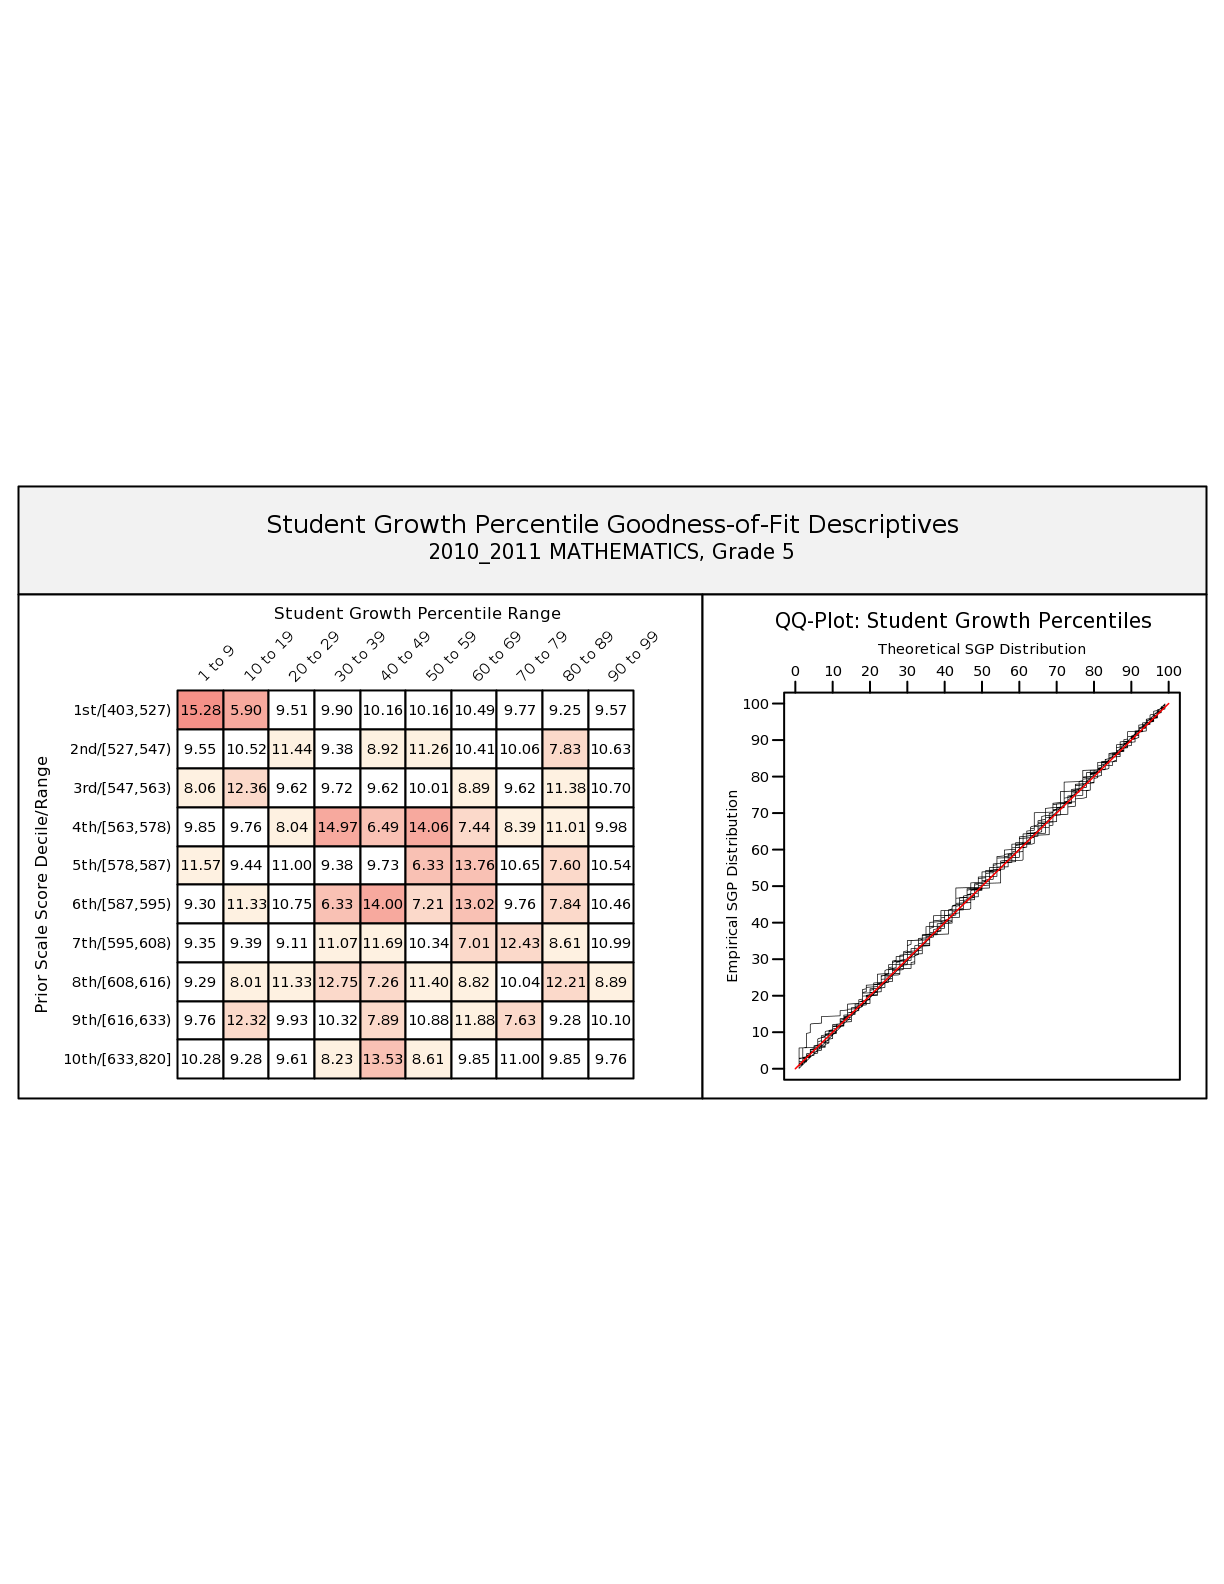 Student Growth Percentile Goodness-of-Fit Descriptives
2010_2011 MATHEMATICS, Grade 5
Student Growth Percentile Range
1 to 9 10 to 19 20 to 29 30 to 39 40 to 49 50 to 59 60 to 69 70 to 79 80 to 89 90 to 99
Prior Scale Score Decile/Range
1st/[403,527) 15.28 5.90 9.51 9.90 10.16 10.16 10.49 9.77 9.25 9.57
2nd/[527,547) 9.55 10.52 11.44 9.38 8.92 11.26 10.41 10.06 7.83 10.63
3rd/[547,563) 8.06 12.36 9.62 9.72 9.62 10.01 8.89 9.62 11.38 10.70
4th/[563,578) 9.85 9.76 8.04 14.97 6.49 14.06 7.44 8.39 11.01 9.98
5th/[578,587) 11.57 9.44 11.00 9.38 9.73 6.33 13.76 10.65 7.60 10.54
6th/[587,595) 9.30 11.33 10.75 6.33 14.00 7.21 13.02 9.76 7.84 10.46
7th/[595,608) 9.35 9.39 9.11 11.07 11.69 10.34 7.01 12.43 8.61 10.99
8th/[608,616) 9.29 8.01 11.33 12.75 7.26 11.40 8.82 10.04 12.21 8.89
9th/[616,633) 9.76 12.32 9.93 10.32 7.89 10.88 11.88 7.63 9.28 10.10
10th/[633,820] 10.28 9.28 9.61 8.23 13.53 8.61 9.85 11.00 9.85 9.76
QQ-Plot: Student Growth Percentiles
Theoretical SGP Distribution
0 10 20 30 40 50 60 70 80 90 100
Empirical SGP Distribution
100
90
80
70
60
50
40
30
20
10
0